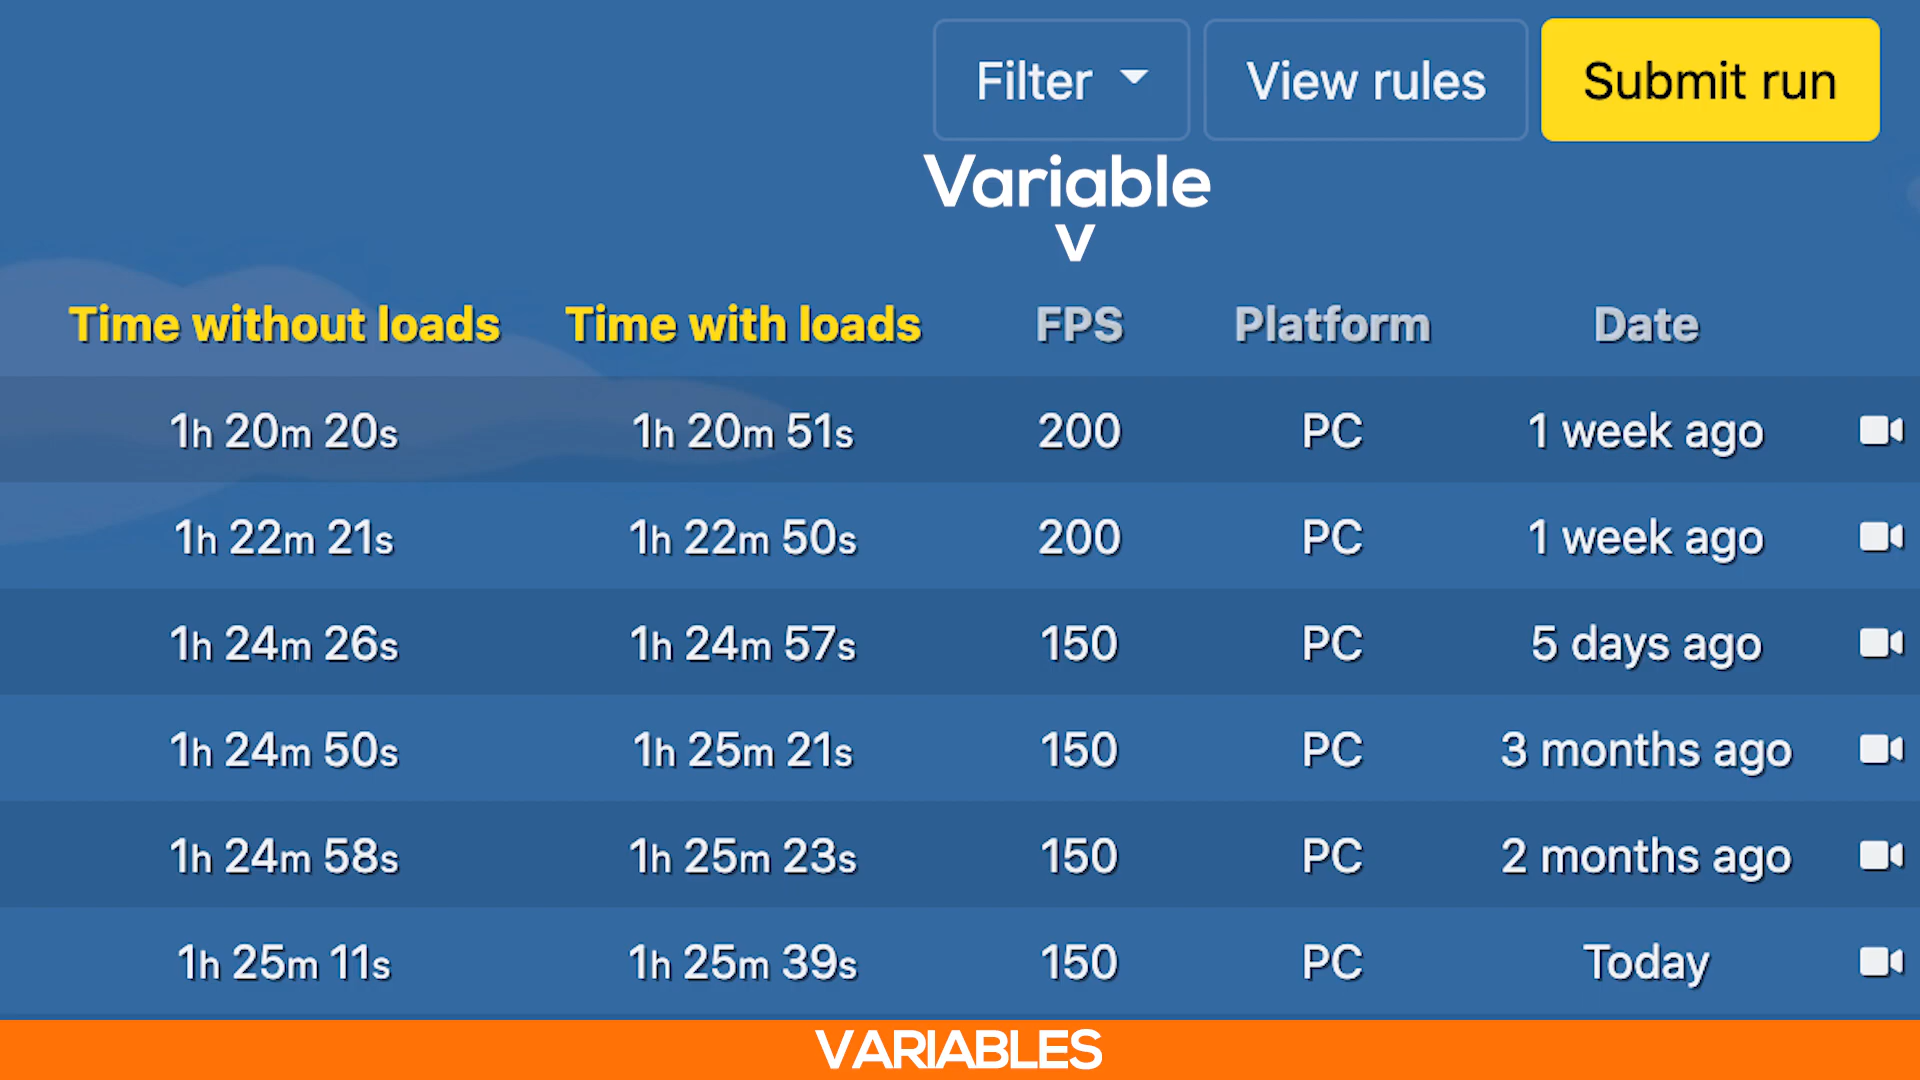 Filter View rules Submit run
Variable
v
Time without loads Time with loads FPS Platform Date
1h 20m 20s 1h 20m 51s 200 PC 1 week ago
1h 22m 21s 1h 22m 50s 200 PC 1 week ago
1h 24m 26s 1h 24m 57s 150 PC 5 days ago
1h 24m 50s 1h 25m 21s 150 PC 3 months ago
1h 24m 58s 1h 25m 23s 150 PC 2 months ago
1h 25m 11s 1h 25m 39s 150 PC Today
VARIABLES